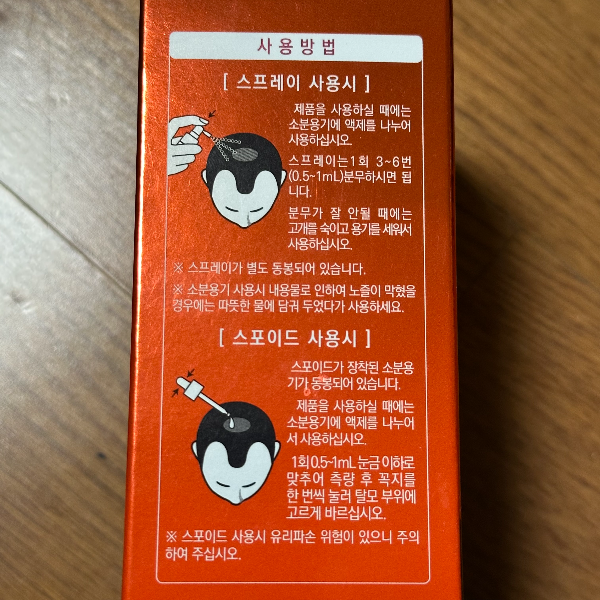 사용방법
[ 스프레이 사용시 ]
제품을 사용하실 때에는
소분용기에 액제를 나누어
사용하십시오.
스프레이는1회 3~6번
(0.5~1mL)분무하시면 됩
니다.
분무가 잘 안될 때에는
고개를 숙이고 용기를 세워서
사용하십시오.
※ 스프레이가 별도 동봉되어 있습니다.
※ 소분용기 사용시 내용물로 인하여 노즐이 막혔을
경우에는 따뜻한 물에 담궈 두었다가 사용하세요.
[ 스포이드 사용시 ]
스포이드가 장착된 소분용
기가 동봉되어 있습니다.
제품을 사용하실 때에는
소분용기에 액제를 나누어
서 사용하십시오.
1회 0.5~1mL 눈금 이하로
맞추어 측량 후 꼭지를
한 번씩 눌러 탈모 부위에
고르게 바르십시오.
※ 스포이드 사용시 유리파손 위험이 있으니 주의
하여 주십시오.